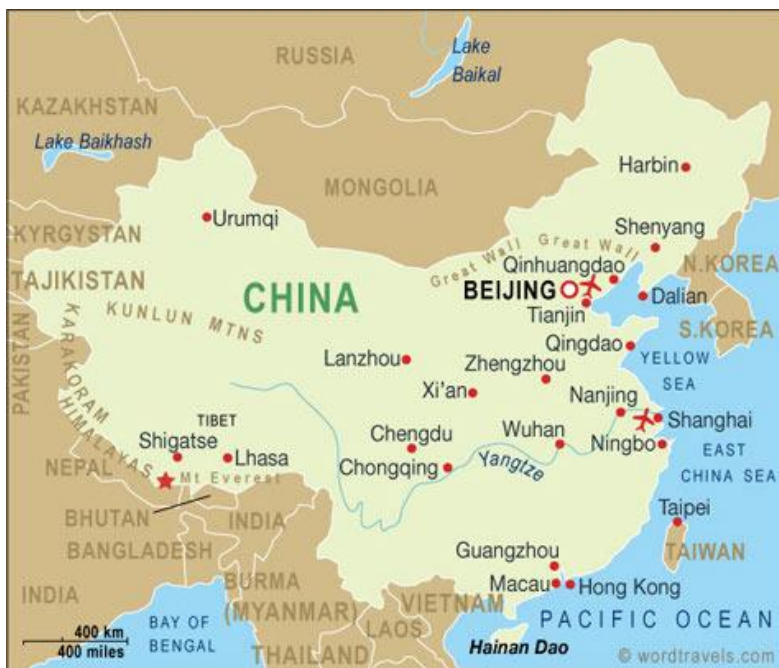 RUSSIA
Lake
Baikal
KAZAKHSTAN
Lake Baikhash
MONGOLIA
Harbin
Urumqi
Shenyang
KYRGYSTAN
Great Wall Great Wall
TAJIKISTAN
Qinhuangdao
N.KOREA
CHINA
BEIJING
Dalian
KUNLUN MTNS
Tianjin
S.KOREA
PAKISTAN
KARAKORAM
Qingdao
Lanzhou
Zhengzhou
YELLOW
SEA
Xi'an
Nanjing
HIMALAYAS
TIBET
Shanghai
Shigatse
Chengdu
Wuhan
Ningbo
EAST
CHINA SEA
NEPAL
Lhasa
Chongqing
Yangtze
Mt Everest
BHUTAN
INDIA
Taipei
BANGLADESH
TAIWAN
Guangzhou
INDIA
BURMA
(MYANMAR)
Macau
Hong Kong
VIETNAM
PACIFIC OCEAN
BAY OF
BENGAL
LAOS
400 km
400 miles
THAILAND
Hainan Dao
© wordtravels.com